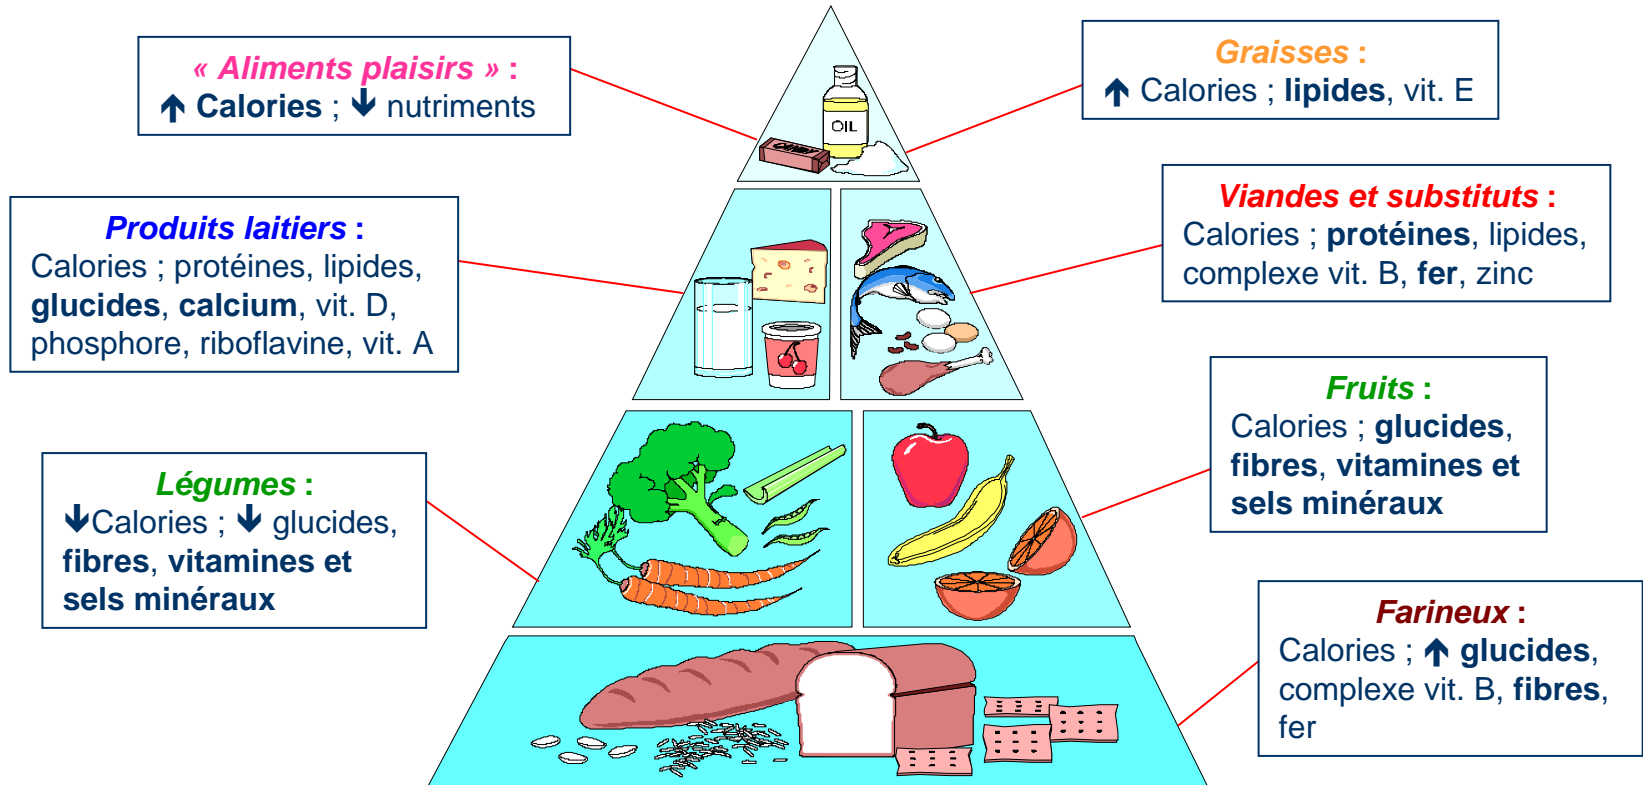 « Aliments plaisirs » :
↑ Calories ; ↓ nutriments
Graisses :
↑ Calories ; lipides, vit. E
OIL
Produits laitiers :
Calories ; protéines, lipides,
glucides, calcium, vit. D,
phosphore, riboflavine, vit. A
Viandes et substituts :
Calories ; protéines, lipides,
complexe vit. B, fer, zinc
Légumes :
↓Calories ; ↓ glucides,
fibres, vitamines et
sels minéraux
Fruits :
Calories ; glucides,
fibres, vitamines et
sels minéraux
Farineux :
Calories ; ↑ glucides,
complexe vit. B, fibres,
fer